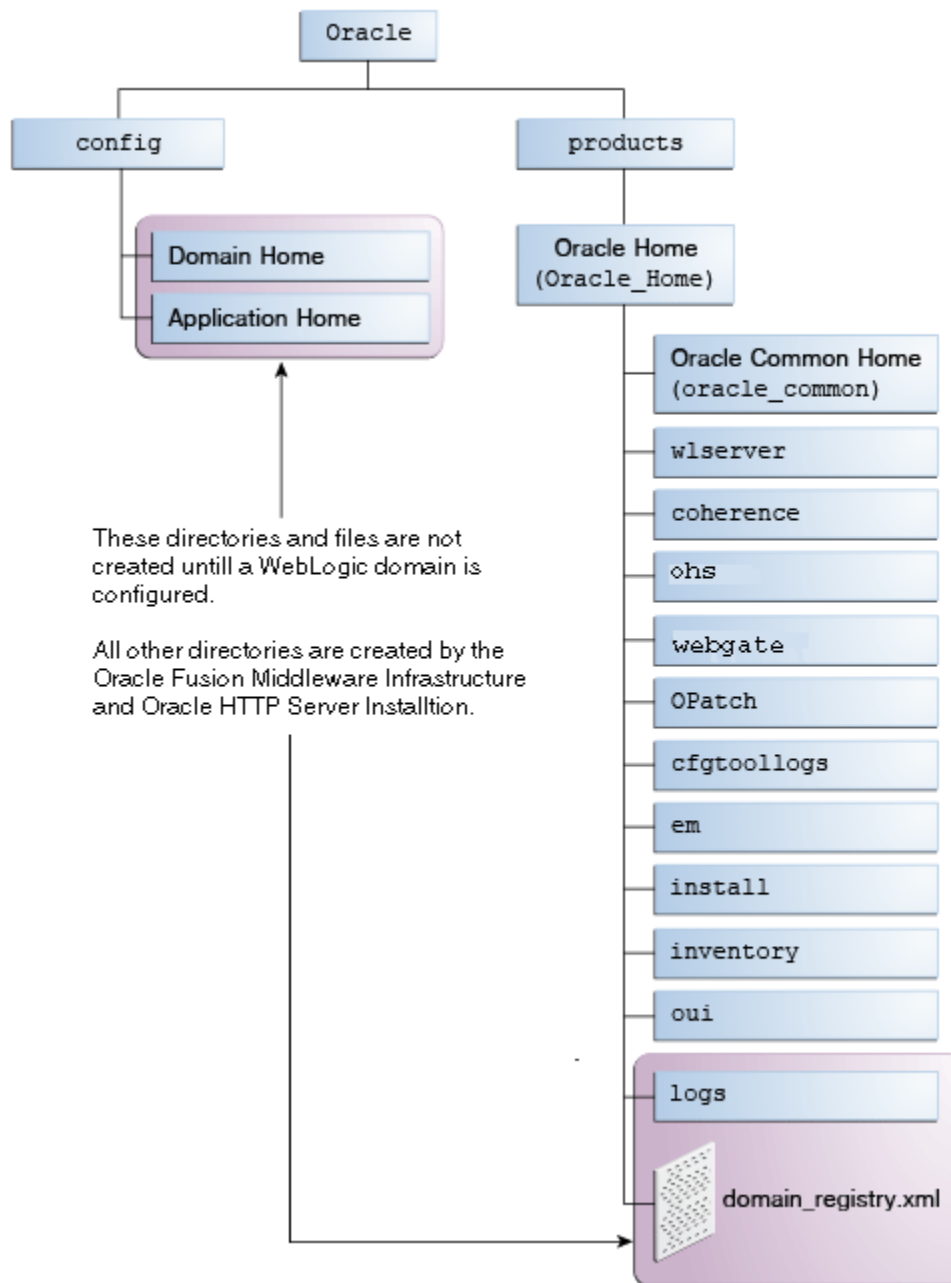 Oracle
config
products
Domain Home
Application Home
Oracle Home
(Oracle_Home)
Oracle Common Home
(oracle_common)
wlserver
coherence
ohs
webgate
OPatch
cfgtoollogs
em
install
inventory
oui
logs
domain_registry.xml
These directories and files are not
created untill a WebLogic domain is
configured.
All other directories are created by the
Oracle Fusion Middleware Infrastructure
and Oracle HTTP Server Installtion.